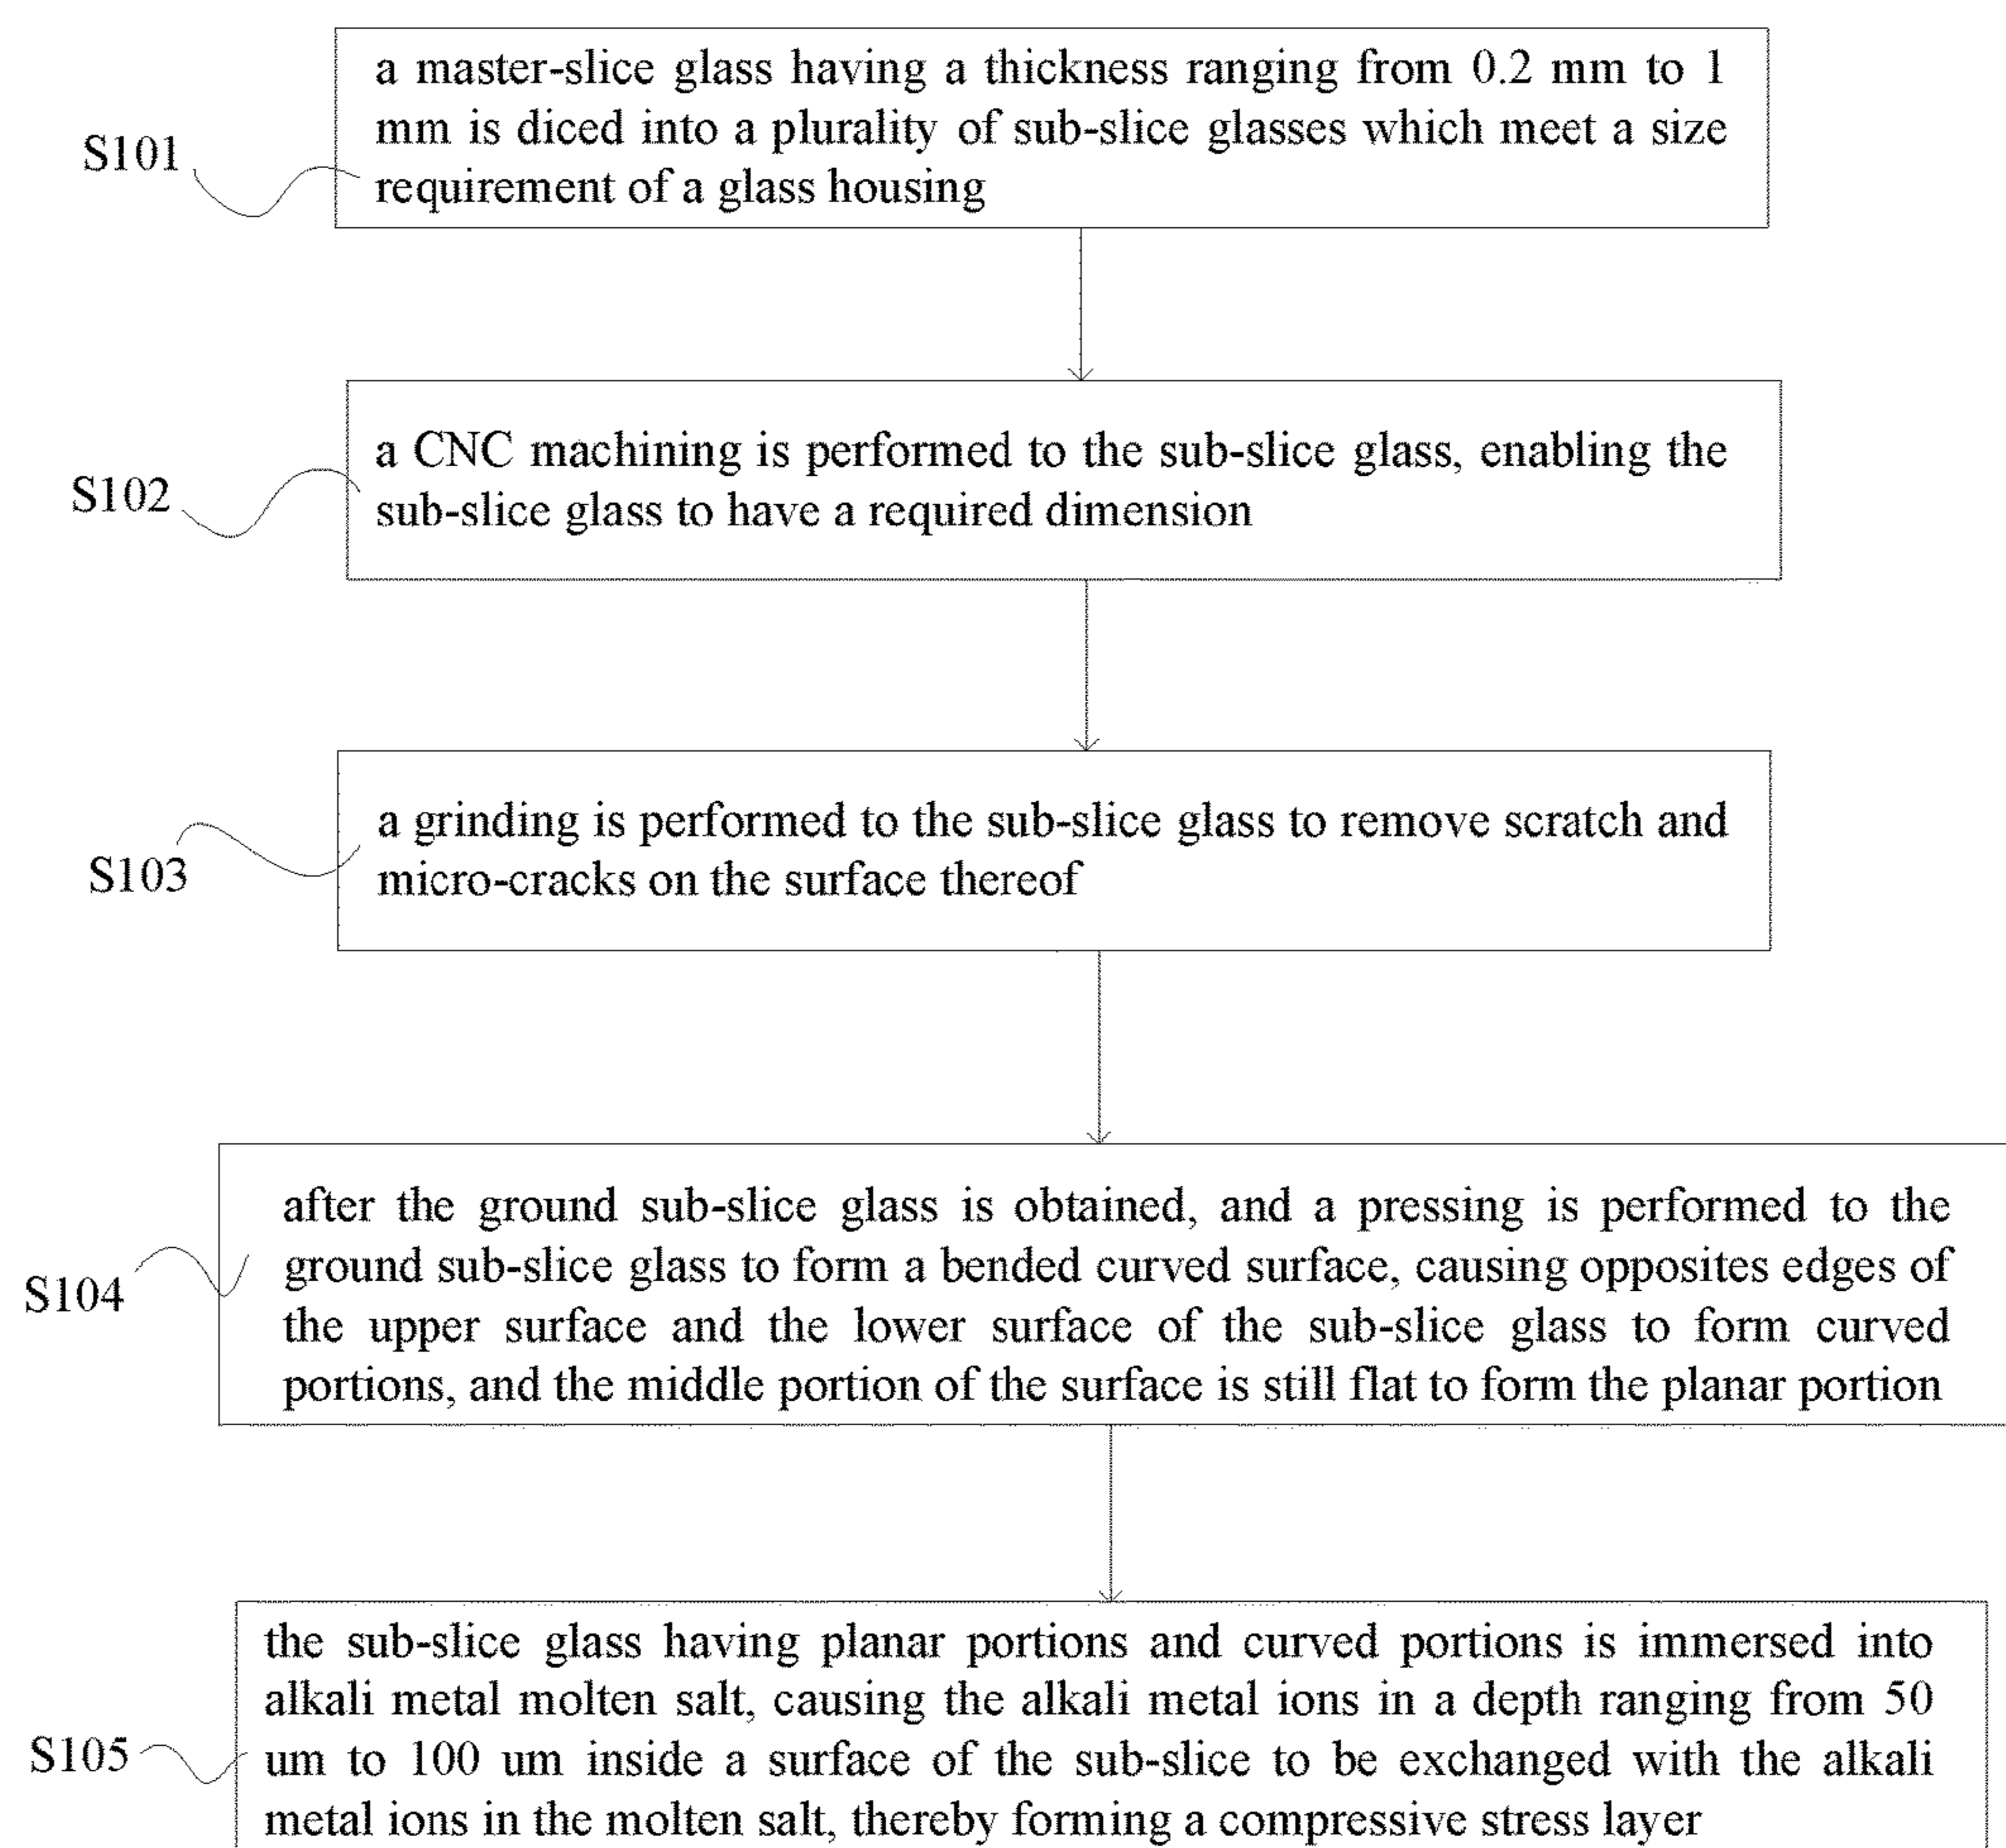 a master-slice glass having a thickness ranging from 0.2 mm to 1
mm is diced into a plurality of sub-slice glasses which meet a size
requirement of a glass housing
S101
a CNC machining is performed to the sub-slice glass, enabling the
sub-slice glass to have a required dimension
S102
a grinding is performed to the sub-slice glass to remove scratch and
micro-cracks on the surface thereof
S103
after the ground sub-slice glass is obtained, and a pressing is performed to the
ground sub-slice glass to form a bended curved surface, causing opposites edges of
the upper surface and the lower surface of the sub-slice glass to form curved
portions, and the middle portion of the surface is still flat to form the planar portion
S104
the sub-slice glass having planar portions and curved portions is immersed into
alkali metal molten salt, causing the alkali metal ions in a depth ranging from 50
um to 100 um inside a surface of the sub-slice to be exchanged with the alkali
metal ions in the molten salt, thereby forming a compressive stress layer
S105